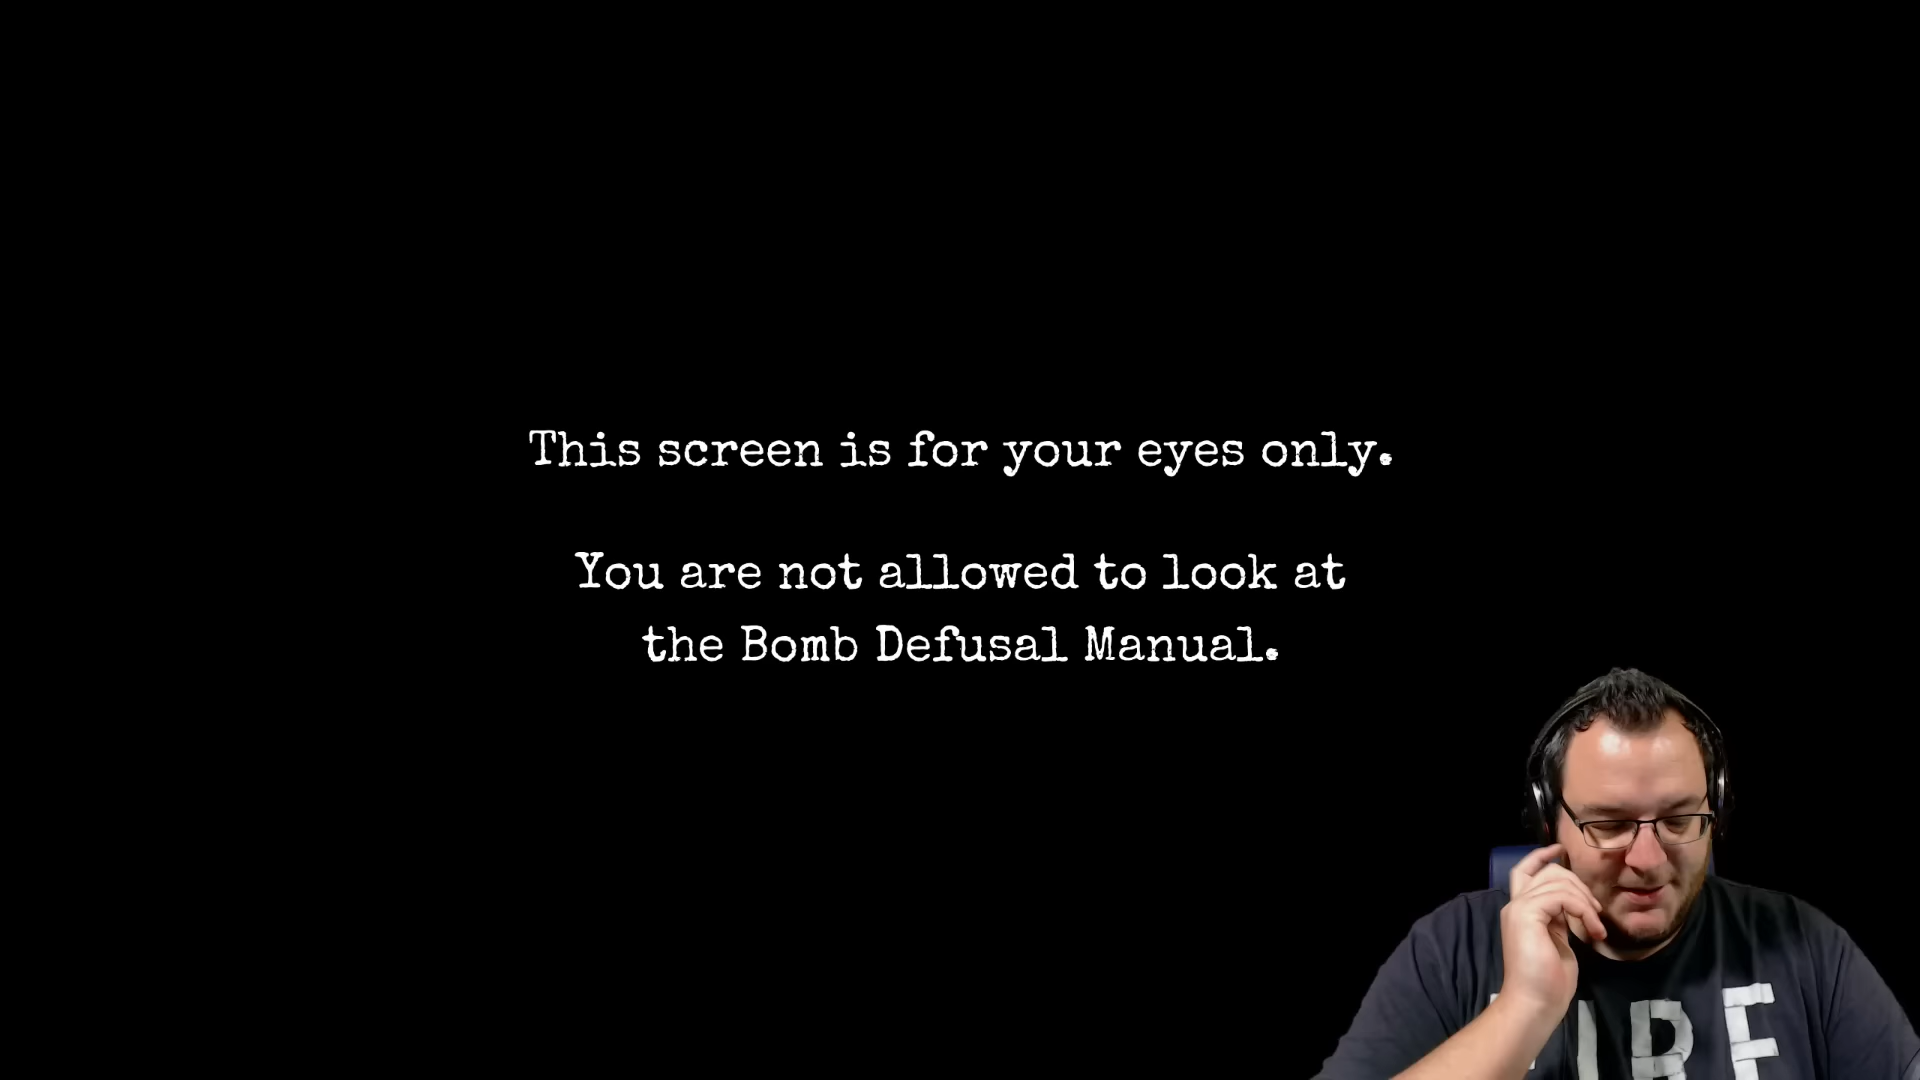 This screen is for your eyes only.
You are not allowed to look at
the Bomb Defusal Manual.